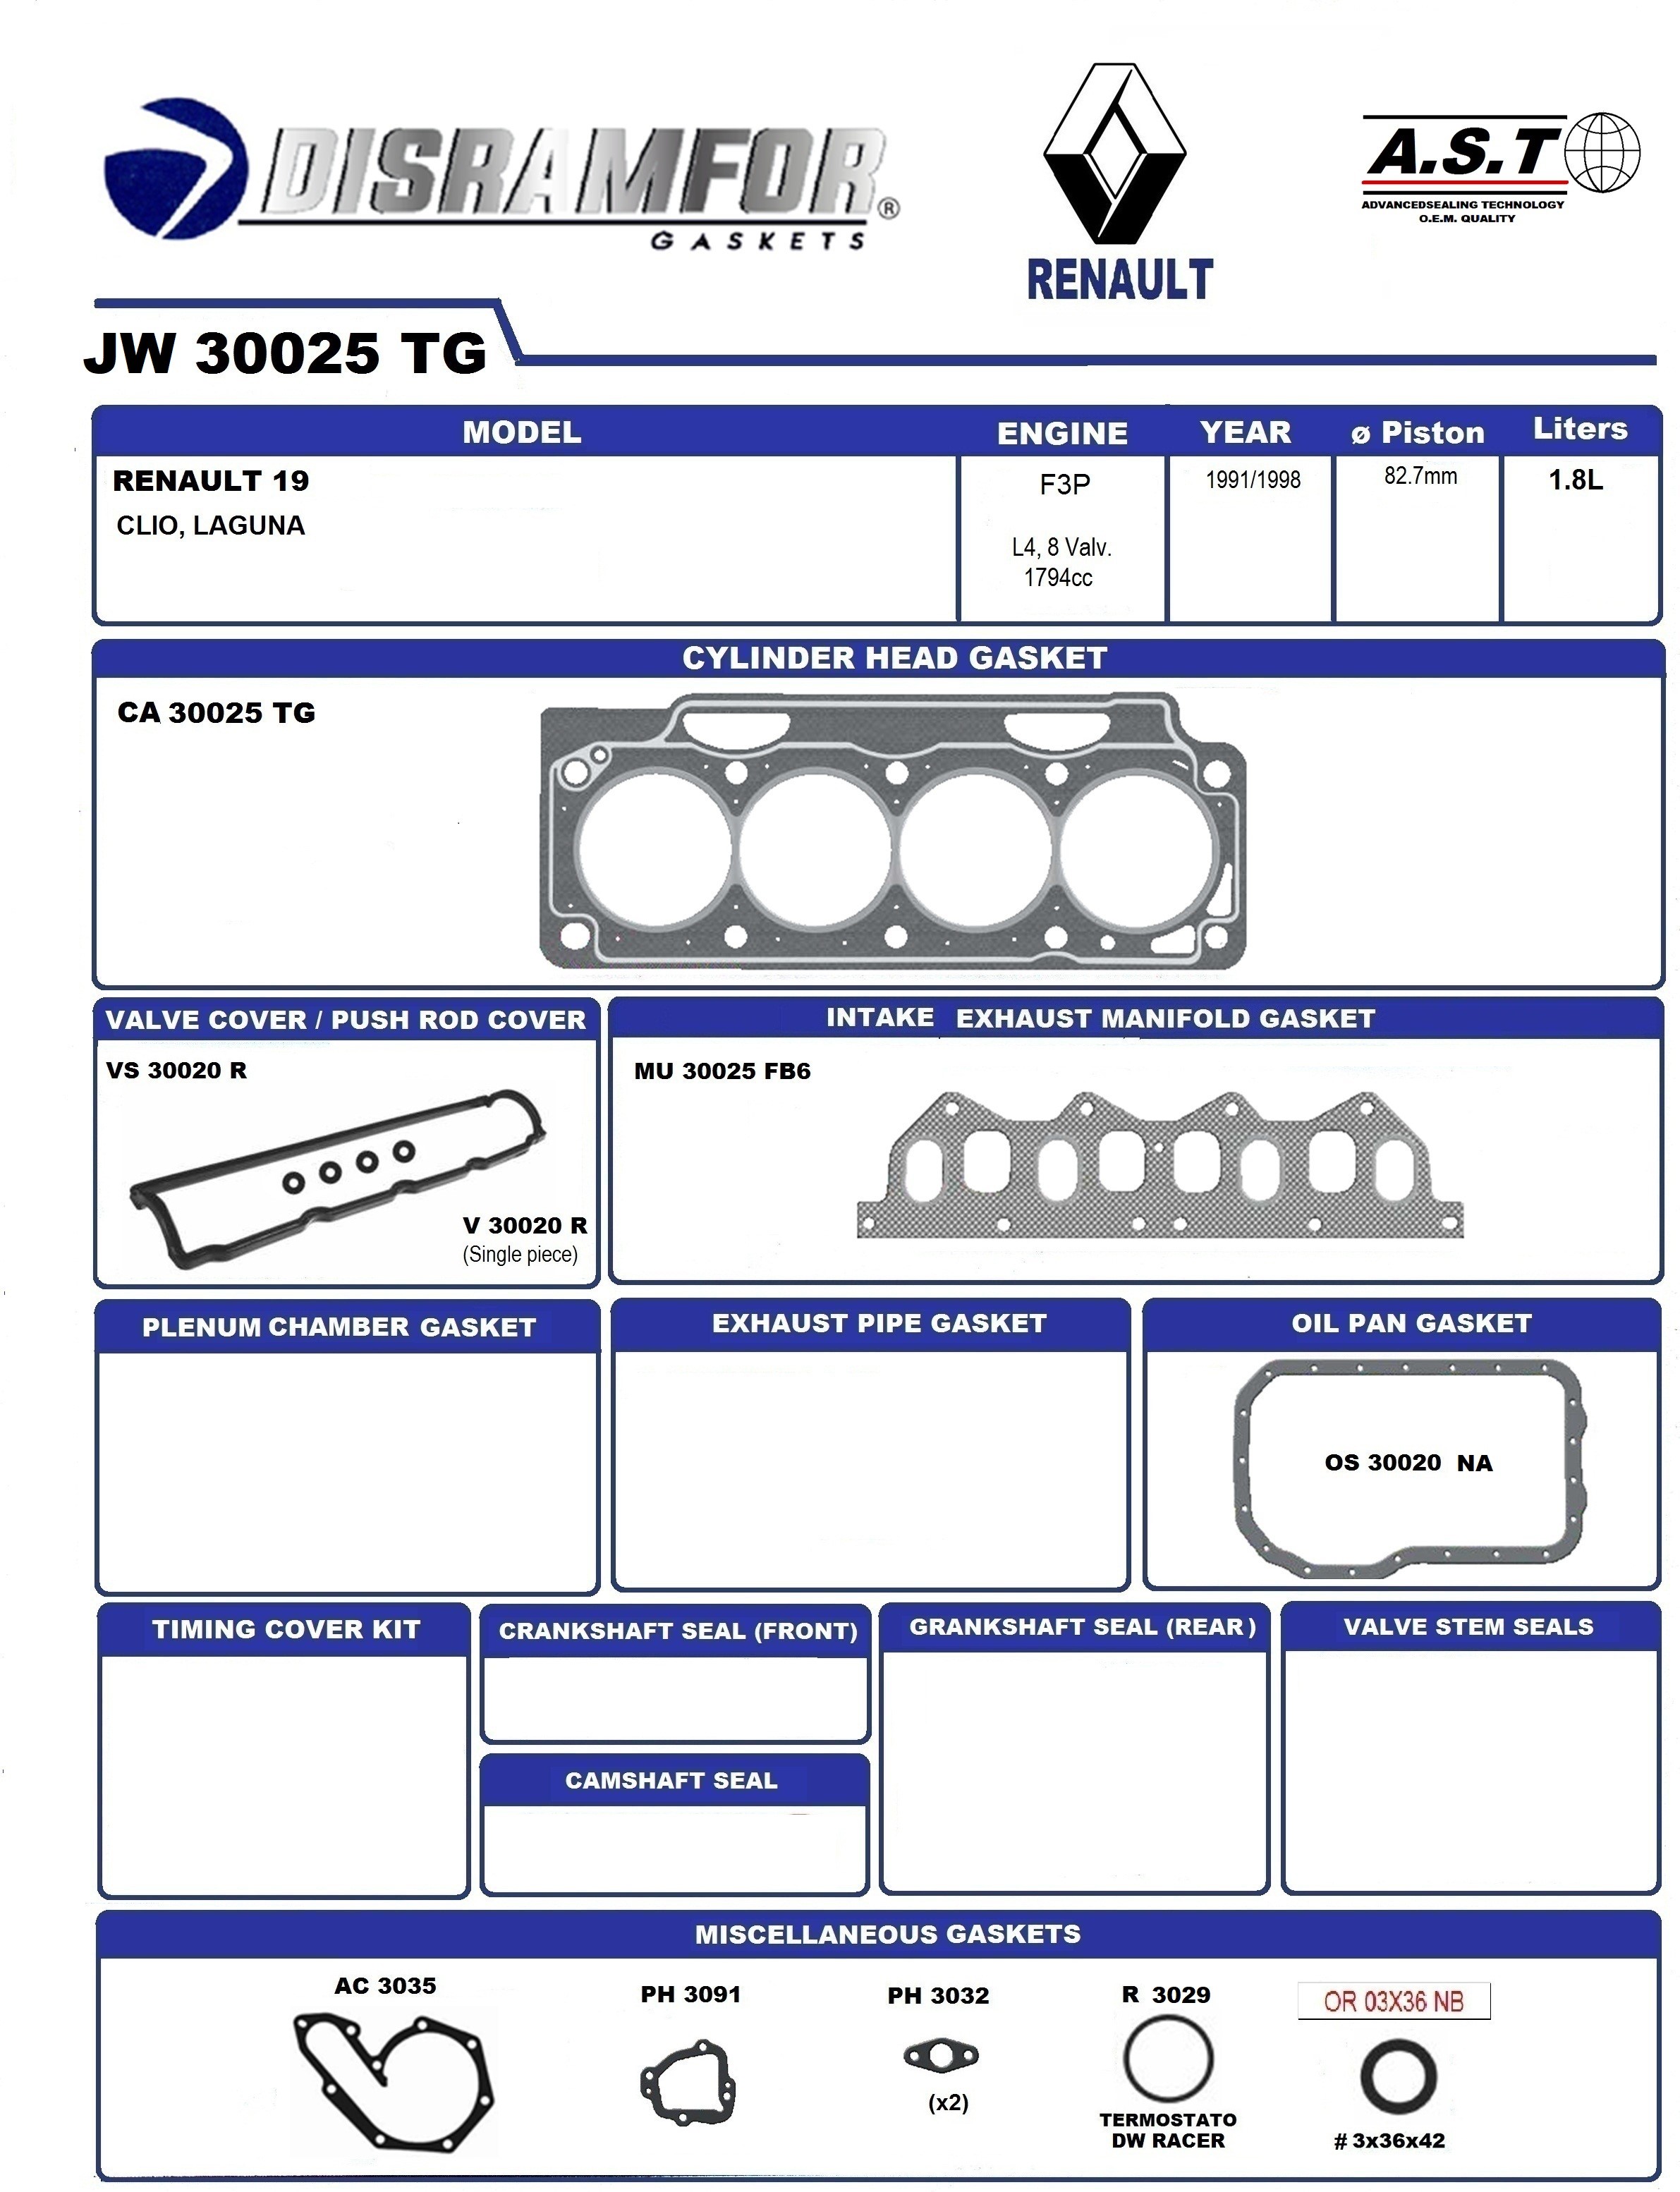 DISRAMFOR®
GASKETS
RENAULT
A.S.T
ADVANCEDSEALING TECHNOLOGY
O.E.M. QUALITY
JW 30025 TG
MODEL
ENGINE
YEAR
ø Piston
Liters
RENAULT 19
CLIO, LAGUNA
F3P
L4, 8 Valv.
1794cc
1991/1998
82.7mm
1.8L
CYLINDER HEAD GASKET
CA 30025 TG
VALVE COVER / PUSH ROD COVER
VS 30020 R
V 30020 R
(Single piece)
INTAKE EXHAUST MANIFOLD GASKET
MU 30025 FB6
PLENUM CHAMBER GASKET
EXHAUST PIPE GASKET
OIL PAN GASKET
OS 30020 NA
TIMING COVER KIT
CRANKSHAFT SEAL (FRONT)
GRANKSHAFT SEAL (REAR)
VALVE STEM SEALS
CAMSHAFT SEAL
MISCELLANEOUS GASKETS
AC 3035
PH 3091
PH 3032
(x2)
R 3029
TERMOSTATO
DW RACER
OR 03X36 NB
# 3x36x42